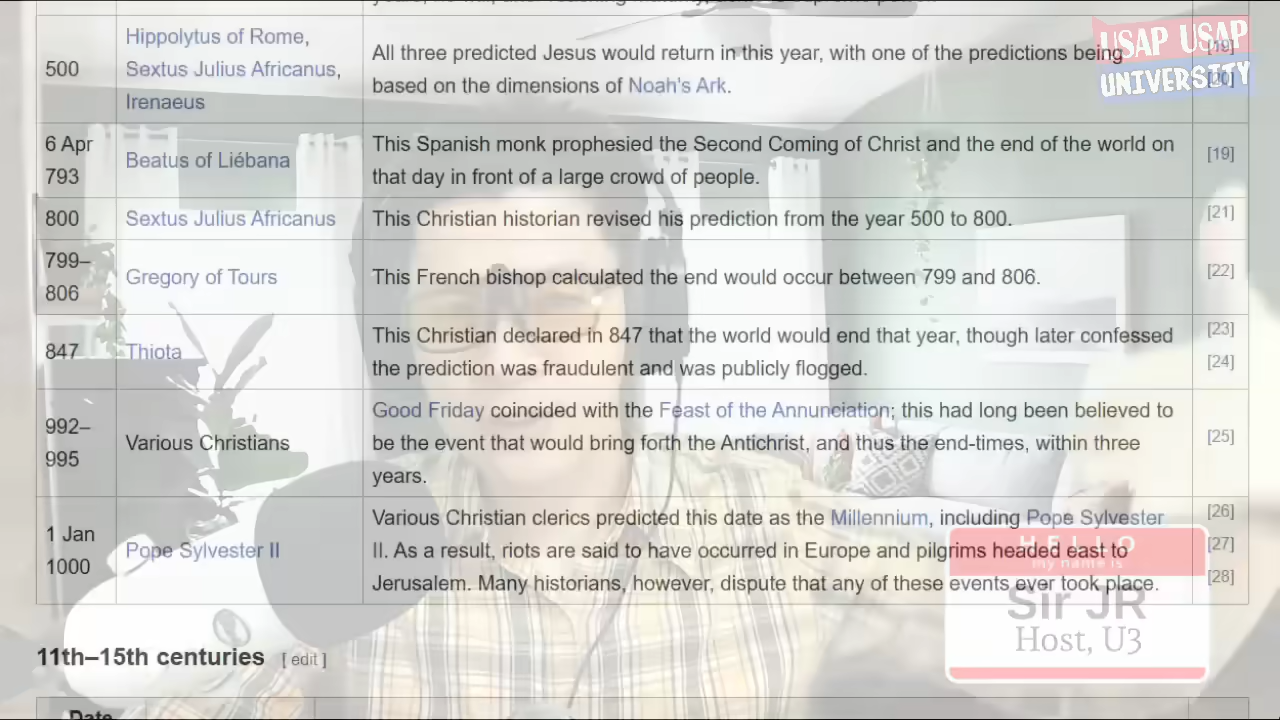 USAP USAP
UNIVERSITY
500
Hippolytus of Rome,
Sextus Julius Africanus,
Irenaeus
All three predicted Jesus would return in this year, with one of the predictions being
based on the dimensions of Noah's Ark.
[19]
[20]
6 Apr
793
Beatus of Liébana
This Spanish monk prophesied the Second Coming of Christ and the end of the world on
that day in front of a large crowd of people.
[19]
800
Sextus Julius Africanus
This Christian historian revised his prediction from the year 500 to 800.
[21]
799–
806
Gregory of Tours
This French bishop calculated the end would occur between 799 and 806.
[22]
847
Thiota
This Christian declared in 847 that the world would end that year, though later confessed
the prediction was fraudulent and was publicly flogged.
[23]
[24]
992–
995
Various Christians
Good Friday coincided with the Feast of the Annunciation; this had long been believed to
be the event that would bring forth the Antichrist, and thus the end-times, within three
years.
[25]
1 Jan
1000
Pope Sylvester II
Various Christian clerics predicted this date as the Millennium, including Pope Sylvester
II. As a result, riots are said to have occurred in Europe and pilgrims headed east to
Jerusalem. Many historians, however, dispute that any of these events ever took place.
[26]
[27]
[28]
HELLO
my name is
Sir JR
Host, U3
11th–15th centuries [ edit ]
Date